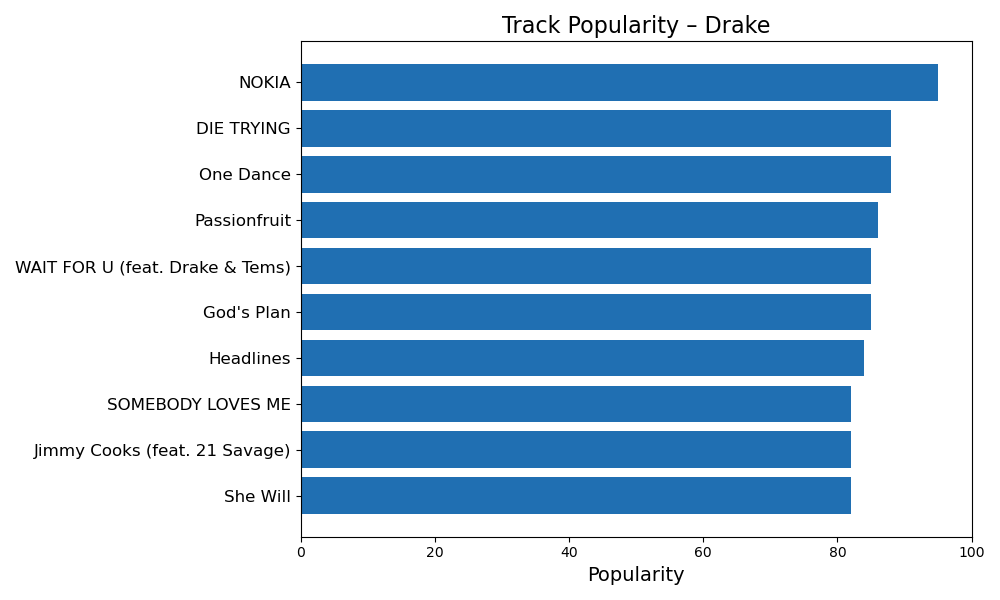 Track Popularity – Drake
NOKIA
DIE TRYING
One Dance
Passionfruit
WAIT FOR U (feat. Drake & Tems)
God's Plan
Headlines
SOMEBODY LOVES ME
Jimmy Cooks (feat. 21 Savage)
She Will
0 20 40 60 80 100
Popularity